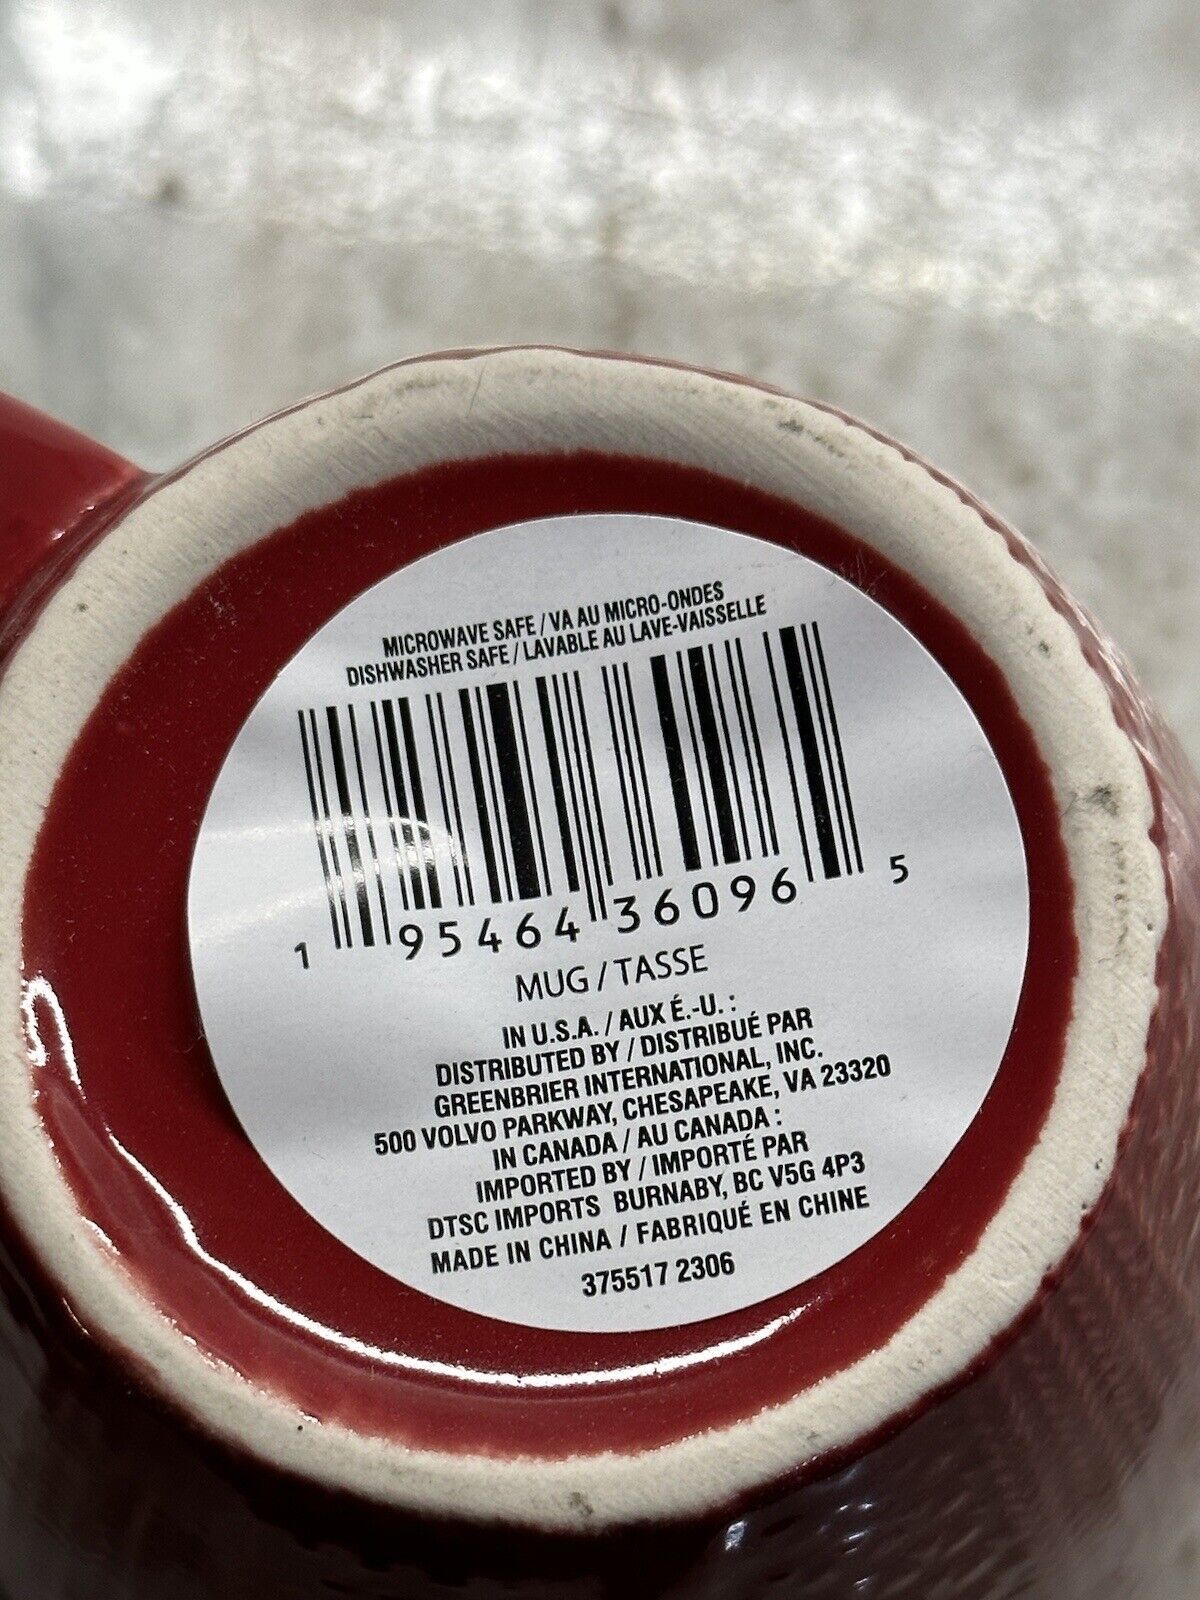 MICROWAVE SAFE / VA AU MICRO-ONDES
DISHWASHER SAFE / LAVABLE AU LAVE-VAISSELLE
1 95464 36096 5
MUG / TASSE
IN U.S.A. / AUX É.-U. :
DISTRIBUTED BY / DISTRIBUÉ PAR
GREENBRIER INTERNATIONAL, INC.
500 VOLVO PARKWAY, CHESAPEAKE, VA 23320
IN CANADA / AU CANADA :
IMPORTED BY / IMPORTÉ PAR
DTSC IMPORTS BURNABY, BC V5G 4P3
MADE IN CHINA / FABRIQUÉ EN CHINE
375517 2306